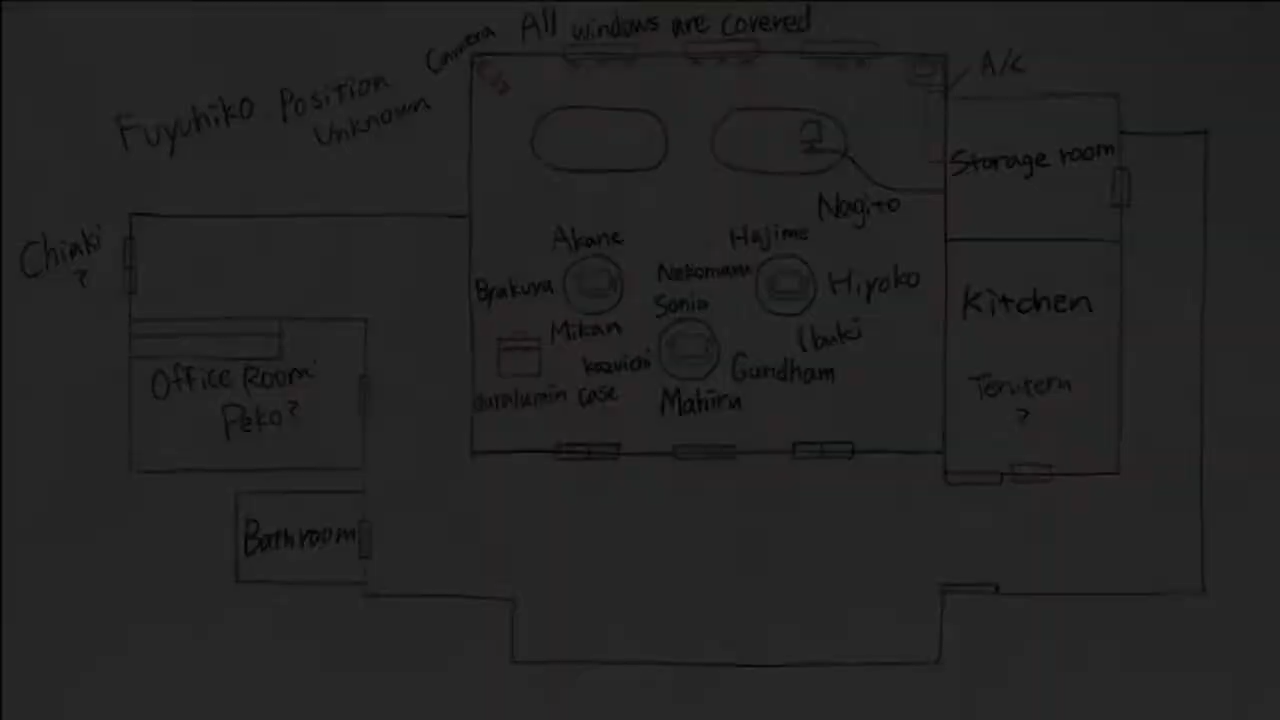 All windows are covered
Camera
A/C
Fuyuhiko Position
Unknown
Storage room
Nagito
Chiaki
?
Akane
Hajime
Nekomaru
Byakuya
Hiyoko
Sonia
Kitchen
Mikan
Ibuki
Kazuichi
Gundham
Office Room
Peko?
Teruteru
?
duralumin case
Mahiru
Bathroom